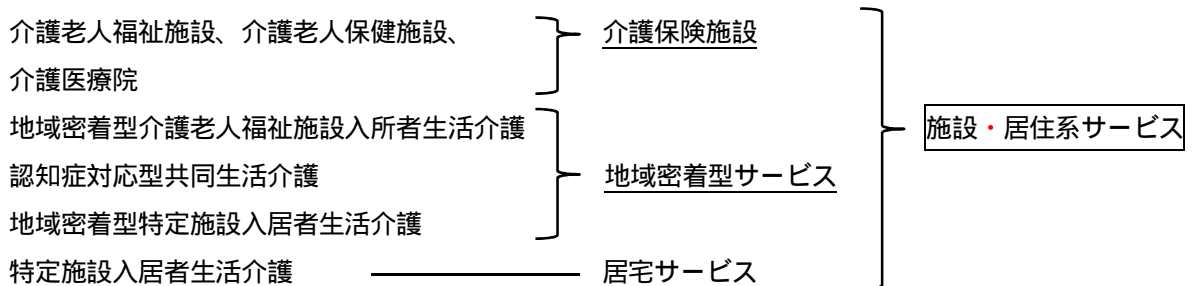 介護老人福祉施設、介護老人保健施設、
介護医療院
介護保険施設
地域密着型介護老人福祉施設入所者生活介護
認知症対応型共同生活介護
地域密着型特定施設入居者生活介護
地域密着型サービス
特定施設入居者生活介護
居宅サービス
施設・居住系サービス